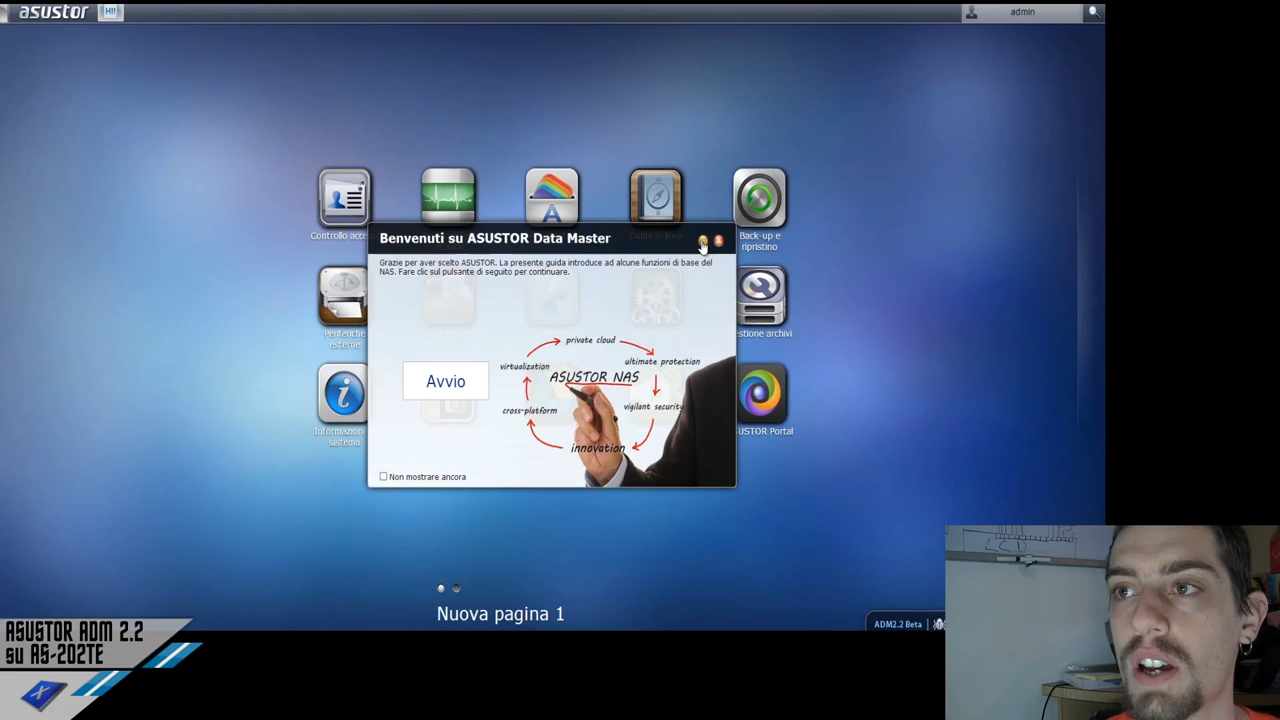 asustor
Hi!
admin
Controllo acce
Back-up e
ripristino
Benvenuti su ASUSTOR Data Master
Grazie per aver scelto ASUSTOR. La presente guida introduce ad alcune funzioni di base del
NAS. Fare clic sul pulsante di seguito per continuare.
Periferiche
esterne
stione archivi
Informazioni
sistema
USTOR Portal
Avvio
private cloud
ultimate protection
vigilant security
innovation
cross-platform
virtualization
ASUSTOR NAS
Non mostrare ancora
Nuova pagina 1
ADM2.2 Beta
ASUSTOR ADM 2.2
su AS-202TE
X